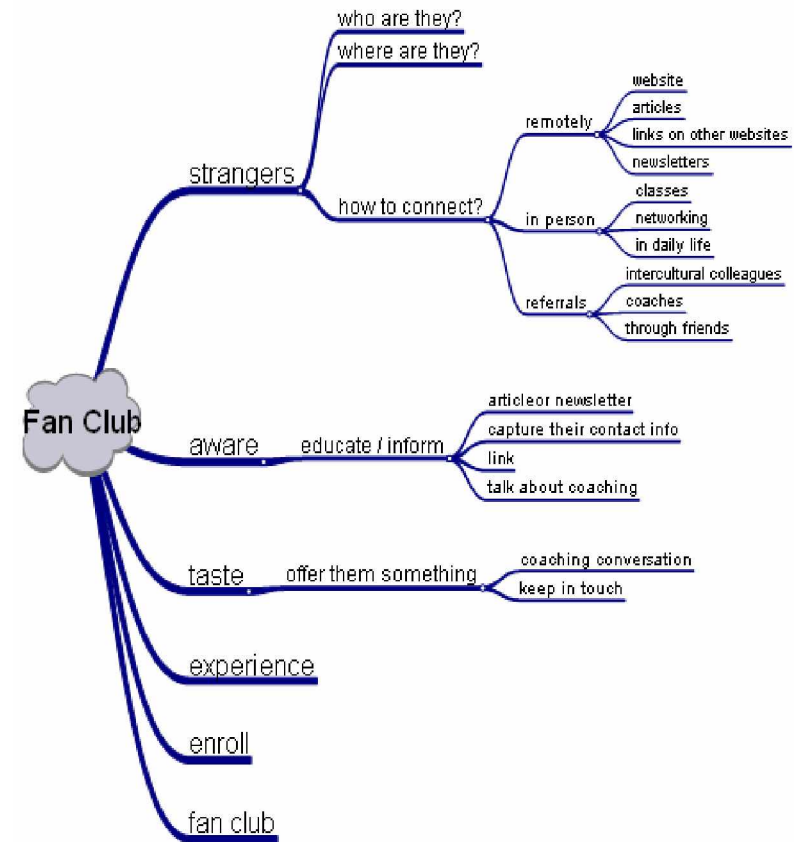 Fan Club
strangers
who are they?
where are they?
how to connect?
remotely
website
articles
links on other websites
newsletters
in person
classes
networking
in daily life
referrals
intercultural colleagues
coaches
through friends
aware
educate / inform
articleor newsletter
capture their contact info
link
talk about coaching
taste
offer them something
coaching conversation
keep in touch
experience
enroll
fan club